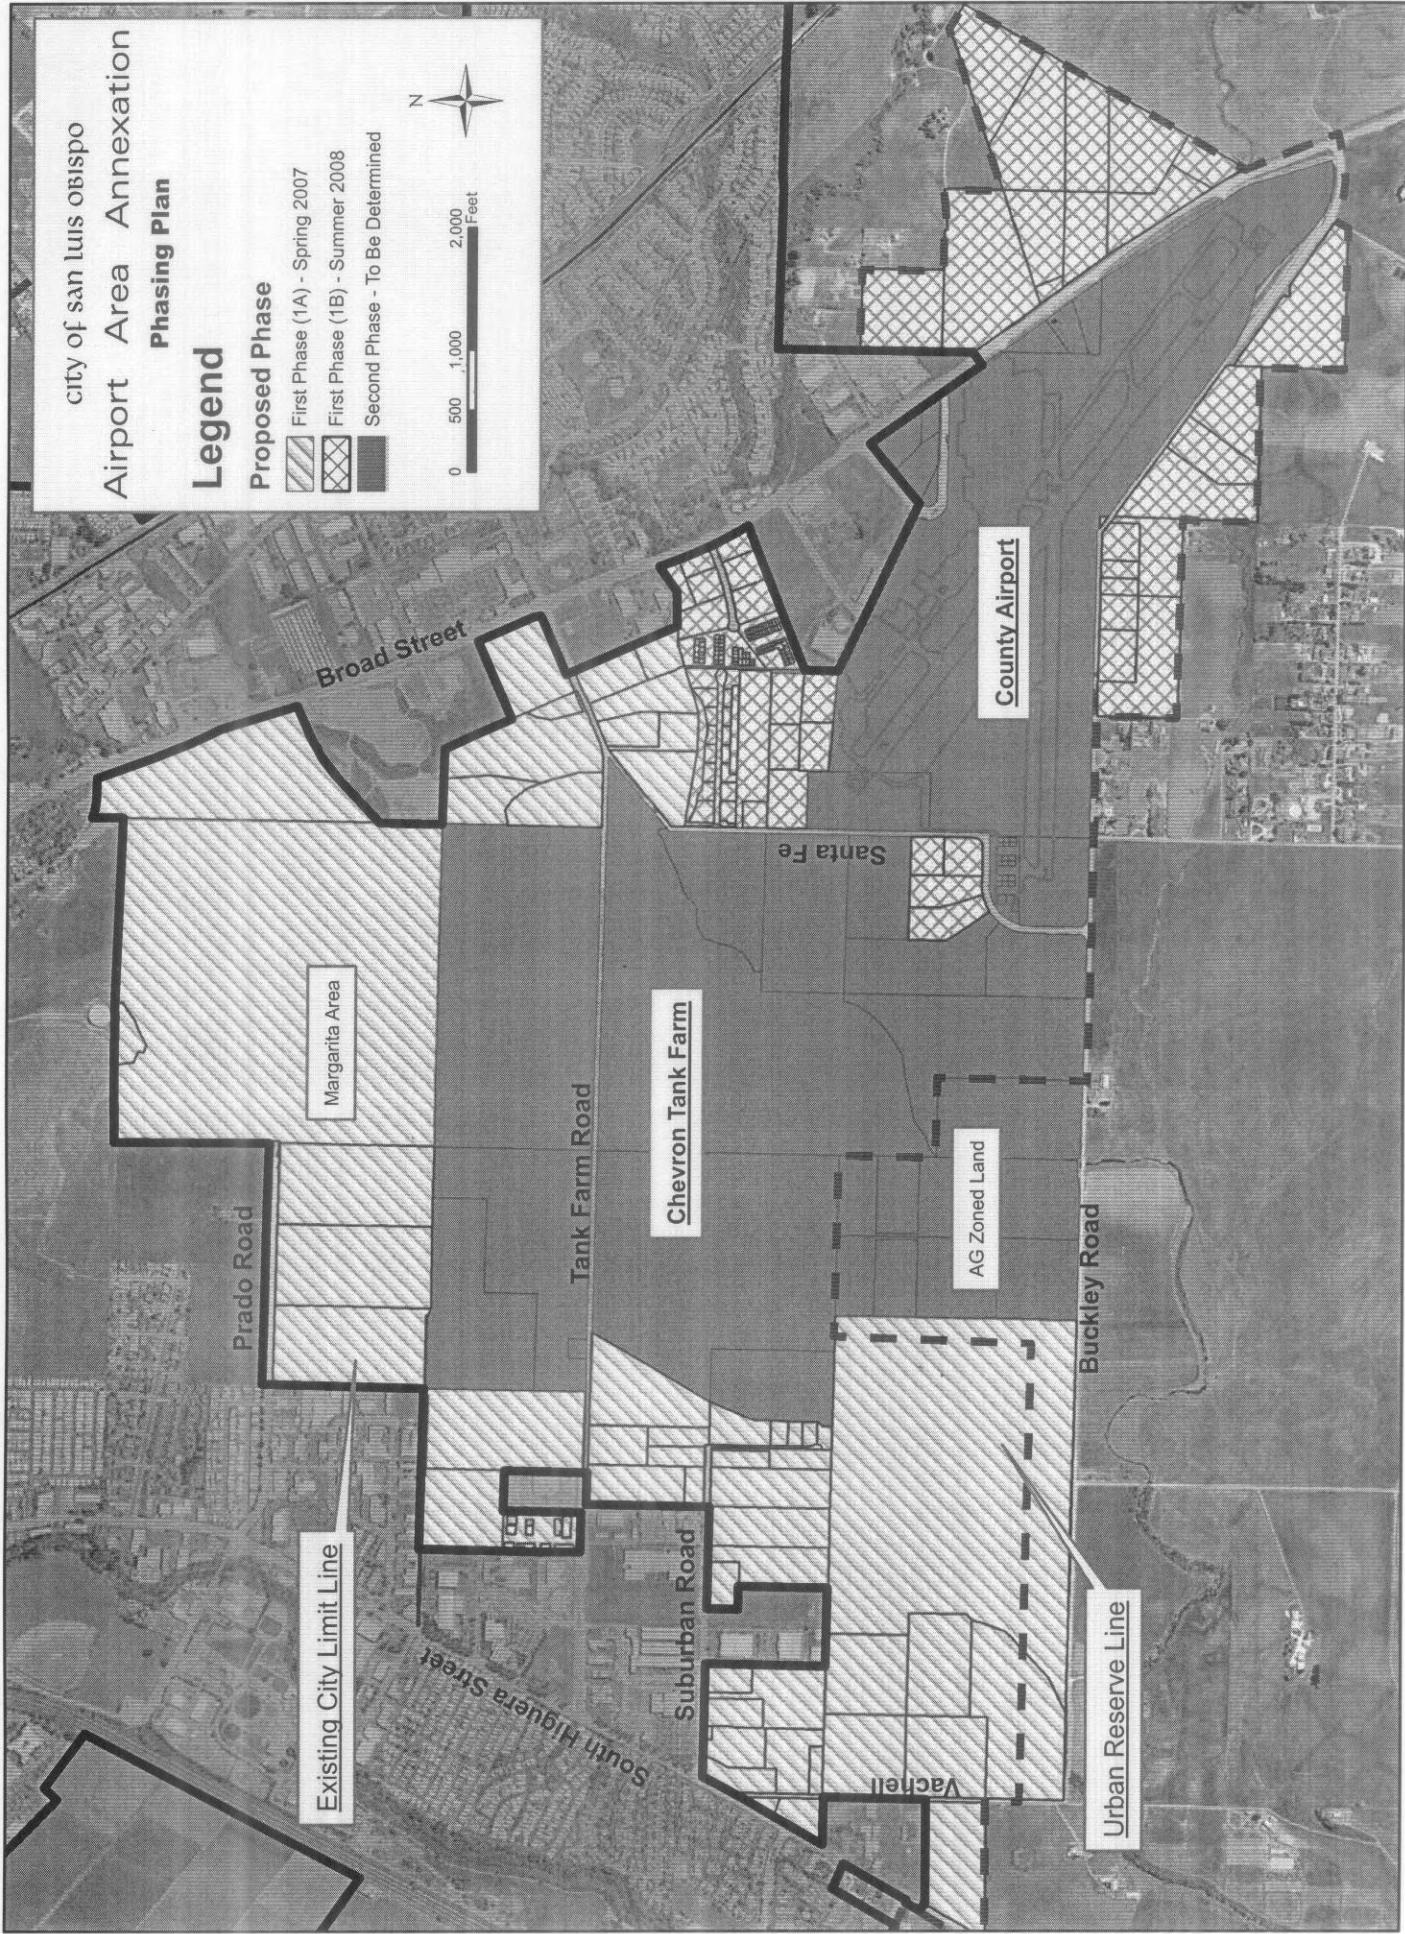 city of san luis obispo
Airport Area Annexation
Phasing Plan
Legend
Proposed Phase
First Phase (1A) - Spring 2007
First Phase (1B) - Summer 2008
Second Phase - To Be Determined
N
0 500 1,000 2,000
Feet
Broad Street
Margarita Area
Prado Road
Existing City Limit Line
Tank Farm Road
Chevron Tank Farm
Santa Fe
County Airport
Suburban Road
South Higuera Street
AG Zoned Land
Vachell
Buckley Road
Urban Reserve Line